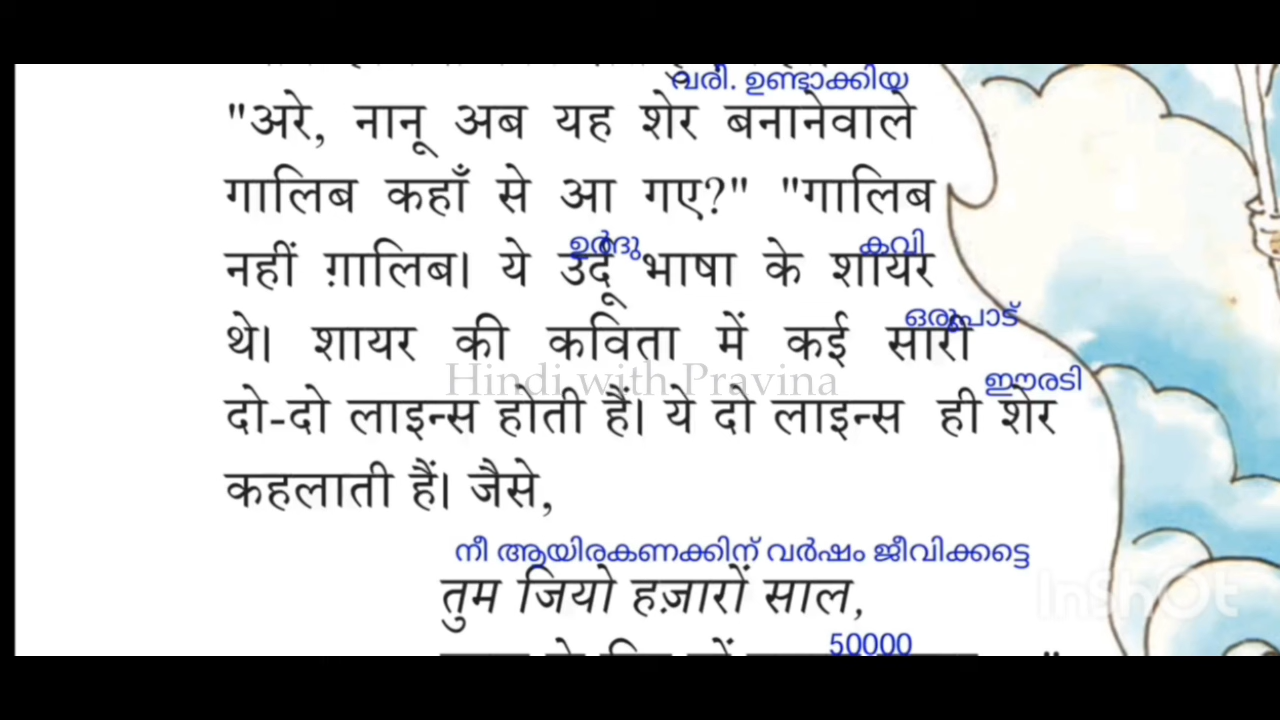 വരി. ഉണ്ടാക്കിയ
"अरे, नानू अब यह शेर बनानेवाले
गालिब कहाँ से आ गए?" "गालिब
ഉർദു കവി
नहीं ग़ालिब। ये उर्दू भाषा के शायर
ഒരുപാട്
थे। शायर की कविता में कई सारी
Hindi with Pravina
ഈരടി
दो-दो लाइन्स होती हैं। ये दो लाइन्स ही शेर
कहलाती हैं। जैसे,
നീ ആയിരകണക്കിന് വർഷം ജീവിക്കട്ടെ
तुम जियो हज़ारों साल,
InShOt
50000